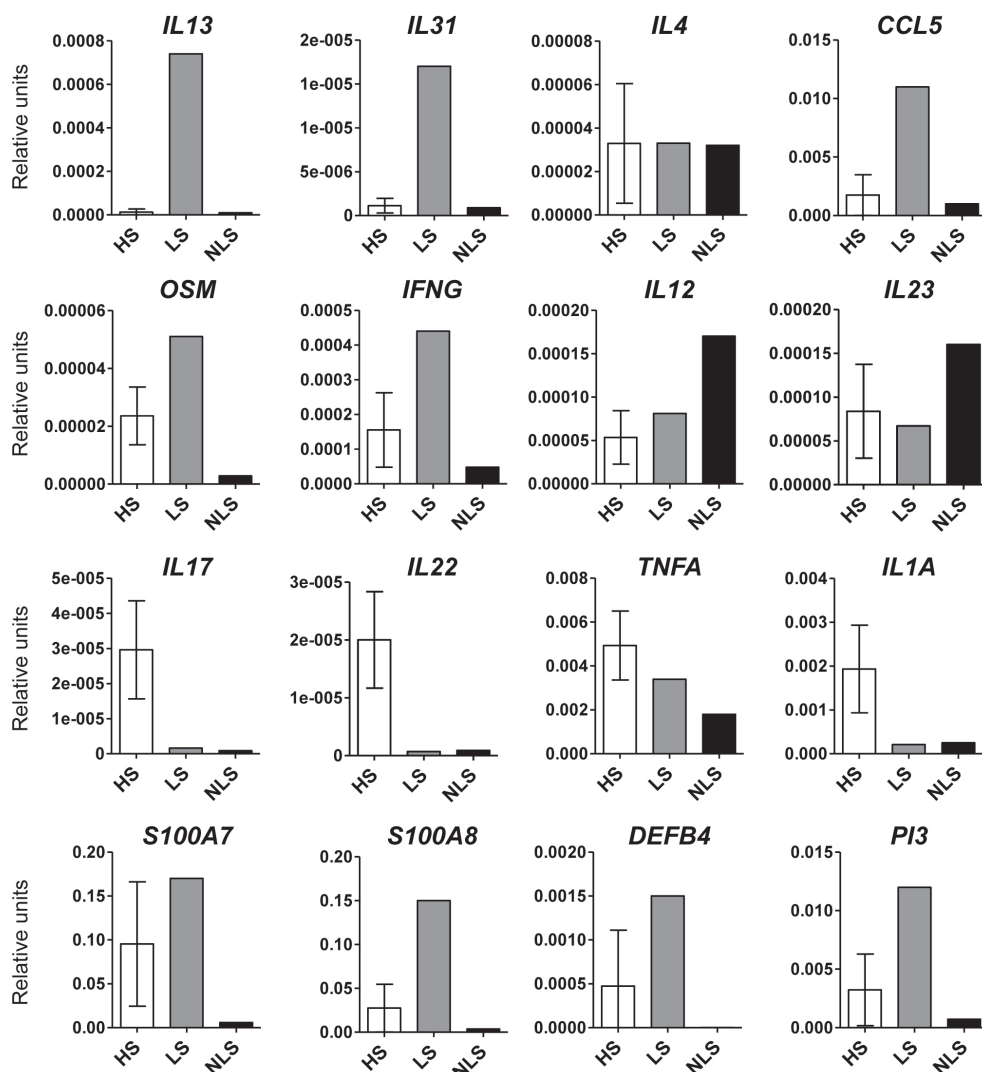 IL13
IL31
IL4
CCL5
Relative units
0.0008
0.0006
0.0004
0.0002
0.0000
HS
LS
NLS
2e-005
1e-005
1e-005
5e-006
0
HS
LS
NLS
0.00008
0.00006
0.00004
0.00002
0.00000
HS
LS
NLS
0.015
0.010
0.005
0.000
HS
LS
NLS
OSM
IFNG
IL12
IL23
Relative units
0.00006
0.00004
0.00002
0.00000
HS
LS
NLS
0.0005
0.0004
0.0003
0.0002
0.0001
0.0000
HS
LS
NLS
0.00020
0.00015
0.00010
0.00005
0.00000
HS
LS
NLS
0.00020
0.00015
0.00010
0.00005
0.00000
HS
LS
NLS
IL17
IL22
TNFA
IL1A
Relative units
5e-005
4e-005
3e-005
2e-005
1e-005
0
HS
LS
NLS
3e-005
2e-005
1e-005
0
HS
LS
NLS
0.008
0.006
0.004
0.002
0.000
HS
LS
NLS
0.004
0.003
0.002
0.001
0.000
HS
LS
NLS
S100A7
S100A8
DEFB4
PI3
Relative units
0.20
0.15
0.10
0.05
0.00
HS
LS
NLS
0.20
0.15
0.10
0.05
0.00
HS
LS
NLS
0.0020
0.0015
0.0010
0.0005
0.0000
HS
LS
NLS
0.015
0.010
0.005
0.000
HS
LS
NLS